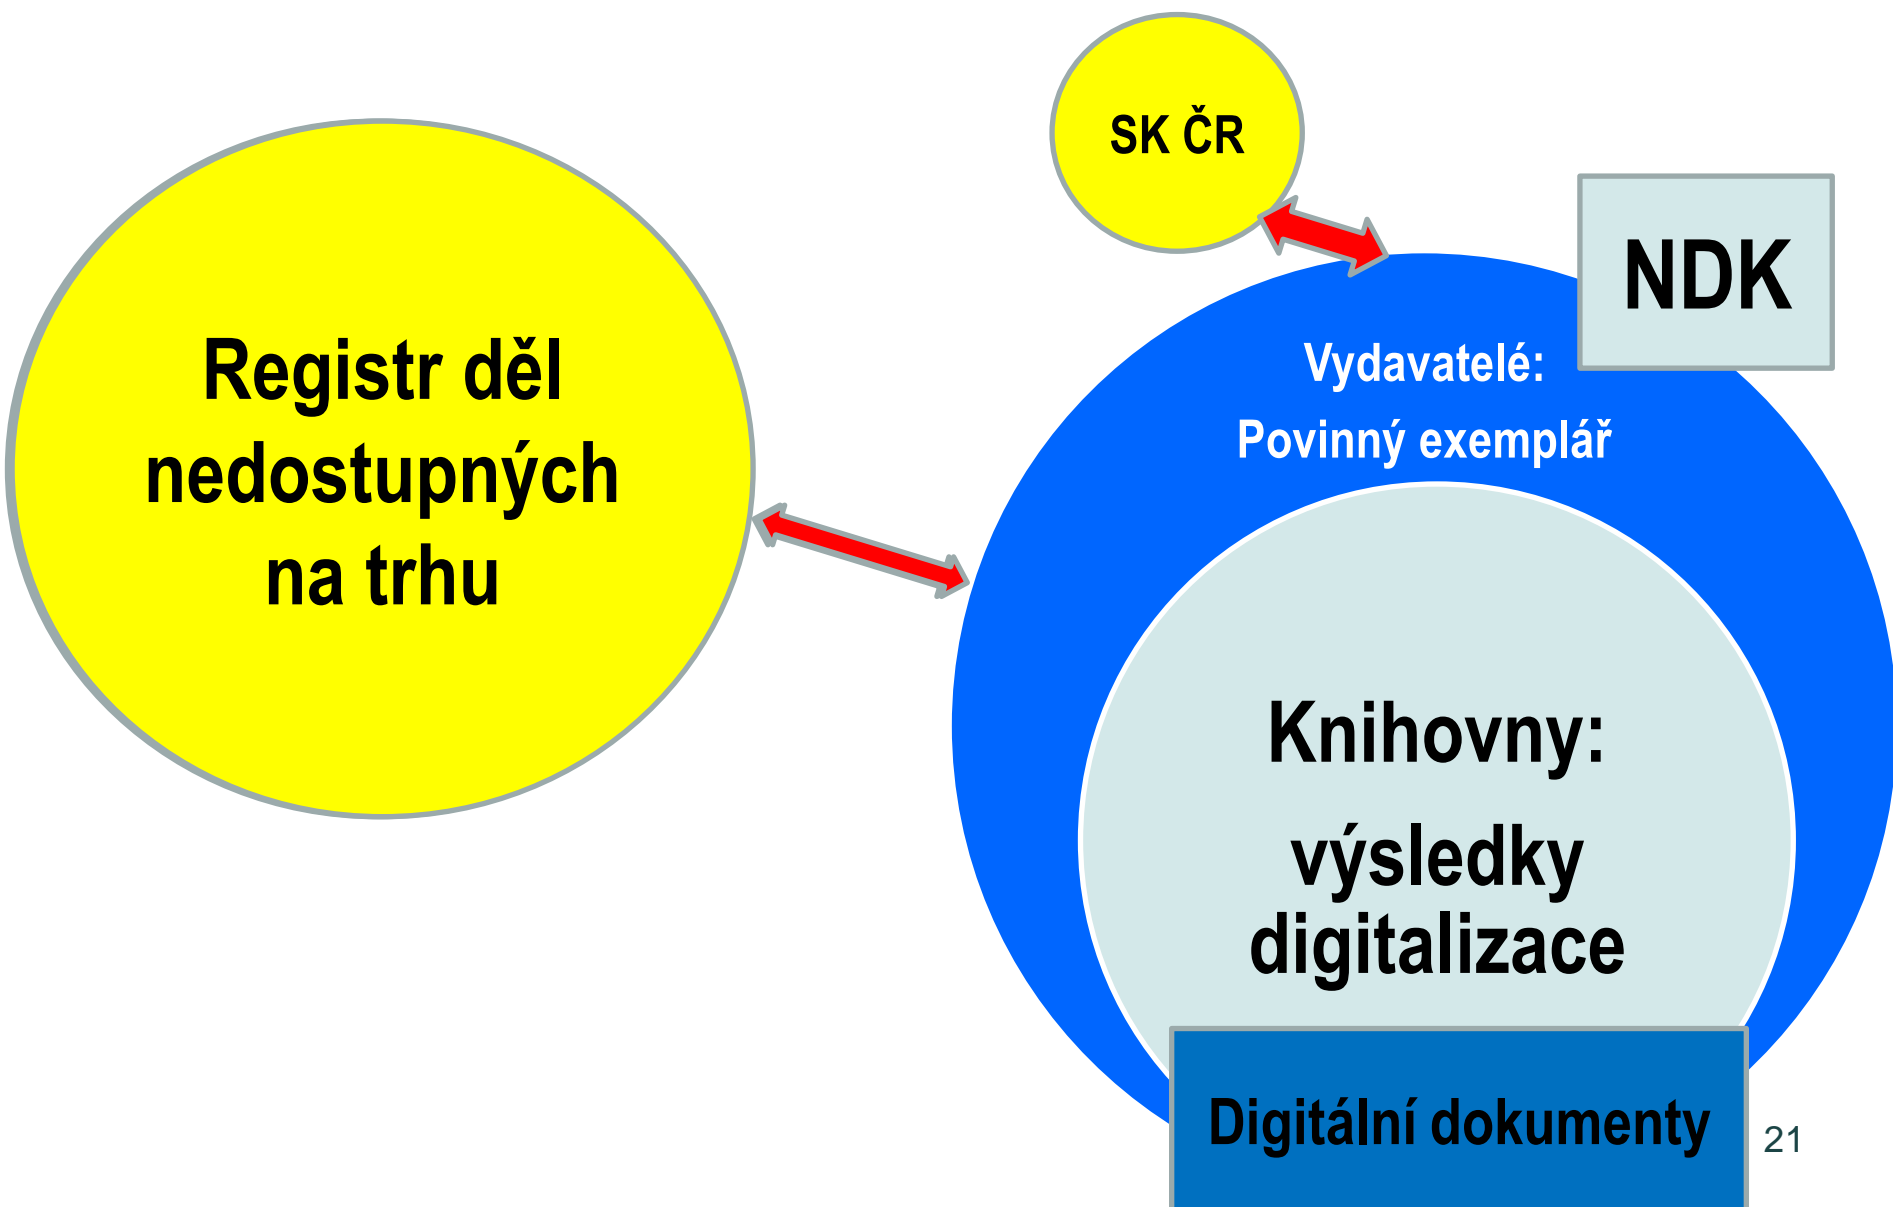 SK ČR
NDK
Registr děl
nedostupných
na trhu
Vydavatelé:
Povinný exemplář
Knihovny:
výsledky
digitalizace
Digitální dokumenty
21